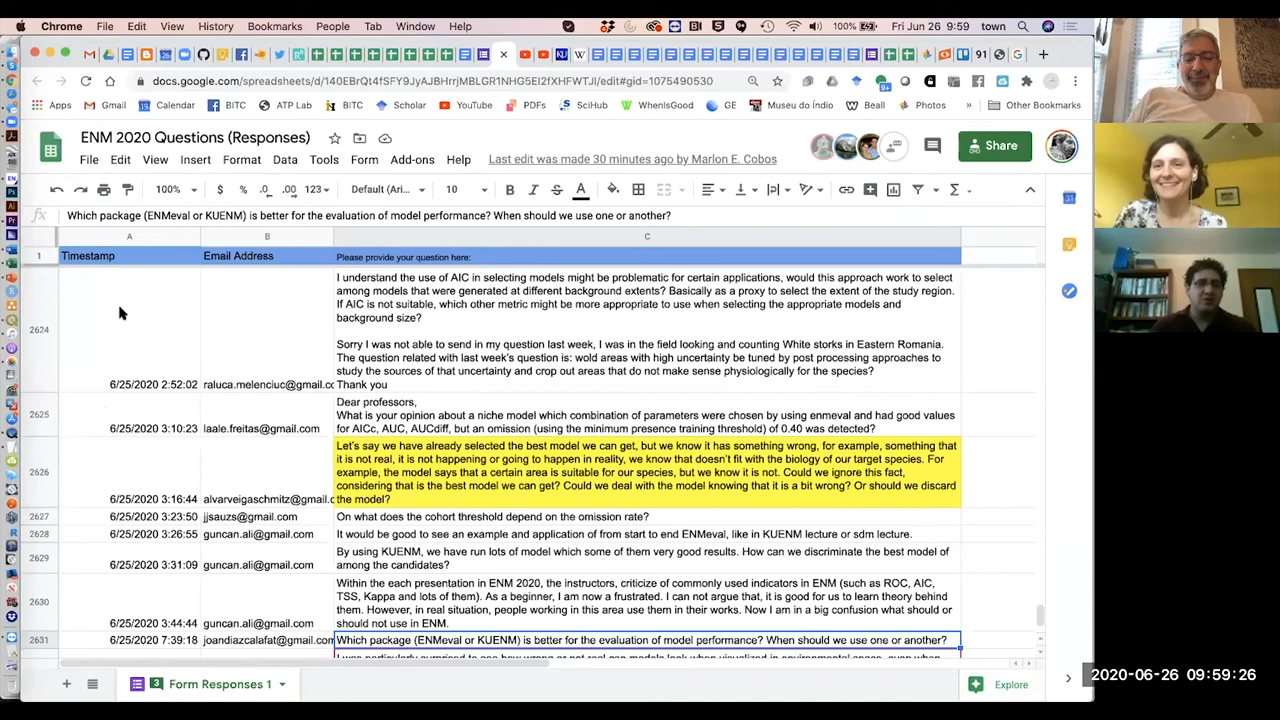 Chrome File Edit View History Bookmarks People Tab Window Help 100% Fri Jun 26 9:59 town
91
docs.google.com/spreadsheets/d/140EBrQt4fSFY9JyAJBHrrjMBLGRtNHG5EI2fXHFWTJI/edit#gid=1075490530
Apps Gmail Calendar BITC ATP Lab BITC Scholar YouTube PDFs SciHub WhenIsGood GE Museu do Índio Beall Photos » Other Bookmarks
ENM 2020 Questions (Responses)
File Edit View Insert Format Data Tools Form Add-ons Help Last edit was made 30 minutes ago by Marlon E. Cobos
Share
100% $ % .0 .00 123 Default (Ari... 10 B I S A
fx Which package (ENMeval or KUENM) is better for the evaluation of model performance? When should we use one or another?
A B C
1 Timestamp Email Address Please provide your question here:
I understand the use of AIC in selecting models might be problematic for certain applications, would this approach work to select
among models that were generated at different background extents? Basically as a proxy to select the extent of the study region.
If AIC is not suitable, which other metric might be more appropriate to use when selecting the appropriate models and
background size?
2624
Sorry I was not able to send in my question last week, I was in the field looking and counting White storks in Eastern Romania.
The question related with last week's question is: wold areas with high uncertainty be tuned by post processing approaches to
study the sources of that uncertainty and crop out areas that do not make sense physiologically for the species?
6/25/2020 2:52:02 raluca.melenciuc@gmail.co Thank you
Dear professors,
2625 What is your opinion about a niche model which combination of parameters were chosen by using enmeval and had good values
6/25/2020 3:10:23 laale.freitas@gmail.com for AICc, AUC, AUCdiff, but an omission (using the minimum presence training threshold) of 0.40 was detected?
Let's say we have already selected the best model we can get, but we know it has something wrong, for example, something that
it is not real, it is not happening or going to happen in reality, we know that doesn't fit with the biology of our target species. For
2626 example, the model says that a certain area is suitable for our species, but we know it is not. Could we ignore this fact,
considering that is the best model we can get? Could we deal with the model knowing that it is a bit wrong? Or should we discard
6/25/2020 3:16:44 alvarveigaschmitz@gmail.c the model?
2627 6/25/2020 3:23:50 jjsauzs@gmail.com On what does the cohort threshold depend on the omission rate?
2628 6/25/2020 3:26:55 guncan.ali@gmail.com It would be good to see an example and application of from start to end ENMeval, like in KUENM lecture or sdm lecture.
2629 By using KUENM, we have run lots of model which some of them very good results. How can we discriminate the best model of
6/25/2020 3:31:09 guncan.ali@gmail.com among the candidates?
Within the each presentation in ENM 2020, the instructors, criticize of commonly used indicators in ENM (such as ROC, AIC,
2630 TSS, Kappa and lots of them). As a beginner, I am now a frustrated. I can not argue that, it is good for us to learn theory behind
them. However, in real situation, people working in this area use them in their works. Now I am in a big confusion what should or
6/25/2020 3:44:44 guncan.ali@gmail.com should not use in ENM.
2631 6/25/2020 7:39:18 joandiazcalafat@gmail.com Which package (ENMeval or KUENM) is better for the evaluation of model performance? When should we use one or another?
I was particularly surprised to see how wrong or not real can models look when visualized in environmental space, even when
3 Form Responses 1 Explore
2020-06-26 09:59:26